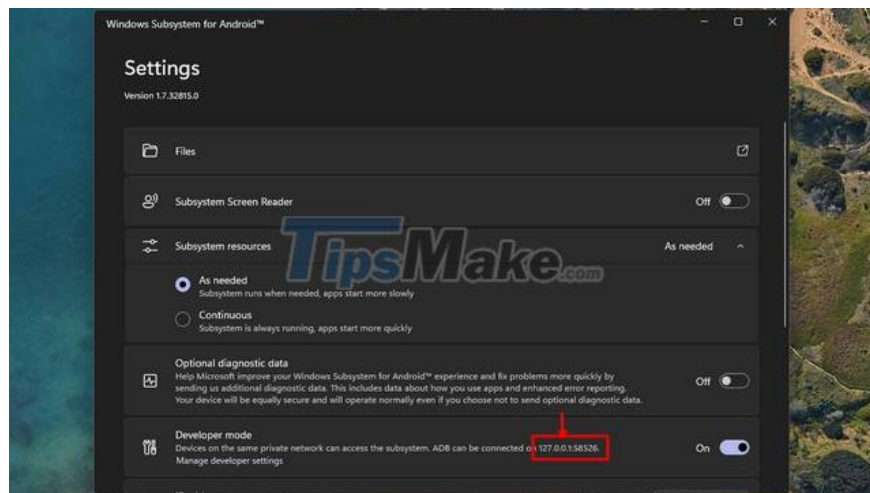 Windows Subsystem for Android™
Settings
Version 1.7.32815.0
Files
Subsystem Screen Reader
Off
Subsystem resources
As needed
TipsMake.com
As needed
Subsystem runs when needed, apps start more slowly
Continuous
Subsystem is always running, apps start more quickly
Optional diagnostic data
Help Microsoft improve your Windows Subsystem for Android™ experience and fix problems more quickly by
sending us additional diagnostic data. This includes data about how you use apps and enhanced error reporting.
Your device will be equally secure and will operate normally even if you choose not to send optional diagnostic data.
Off
Developer mode
Devices on the same private network can access the subsystem. ADB can be connected on 127.0.0.1:58526.
Manage developer settings
On